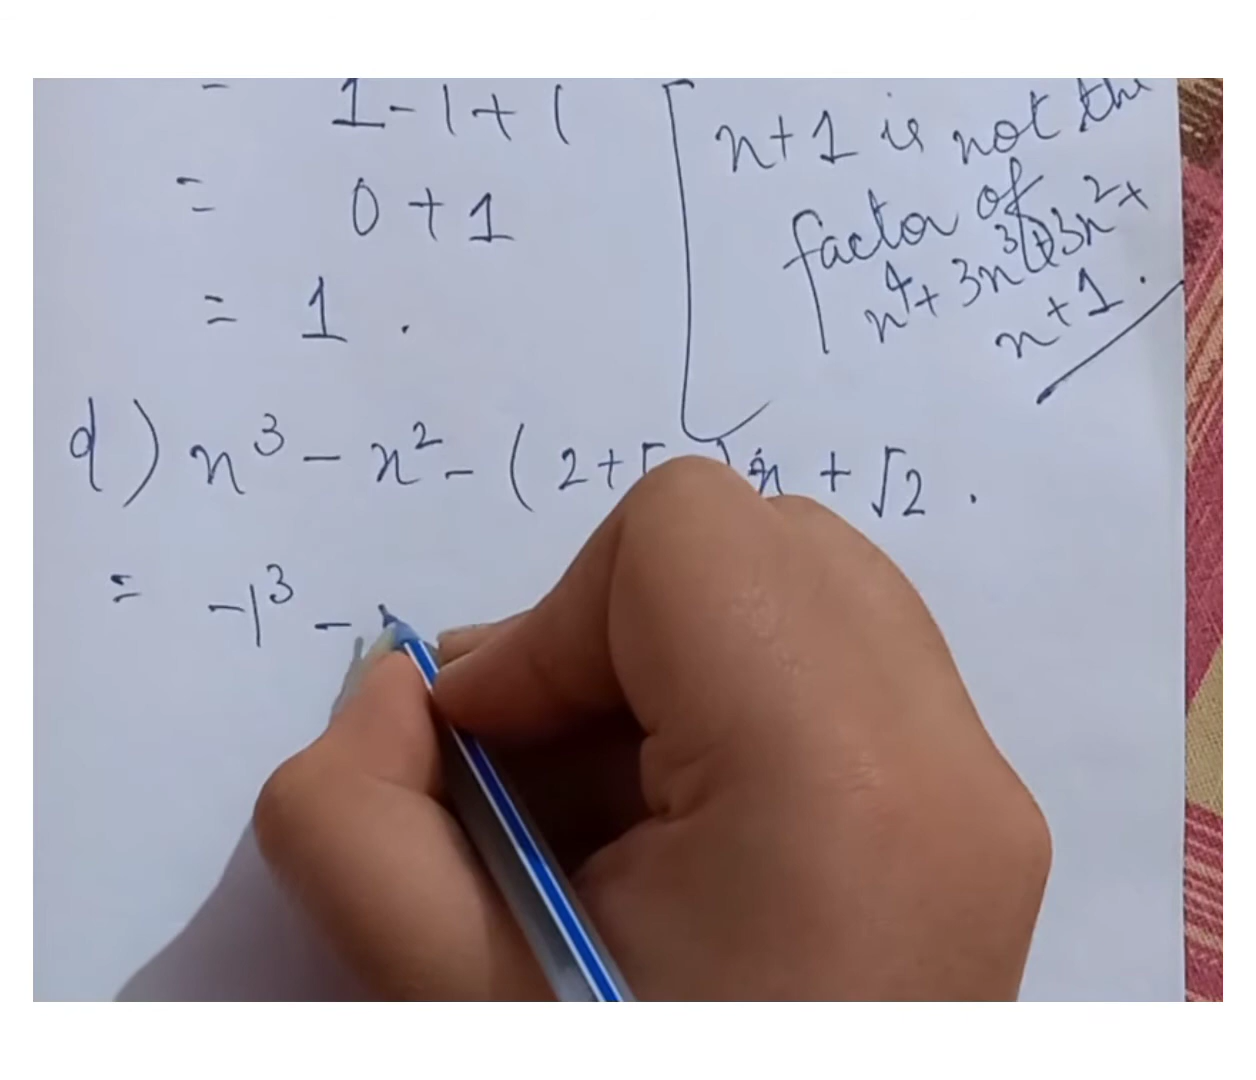 = 1-1+1
= 0+1
= 1.
x+1 is not the
factor of
x⁴+3x³+3x²+
x+1.
d) x³-x²-(2+√ )x+√2.
= -1³-